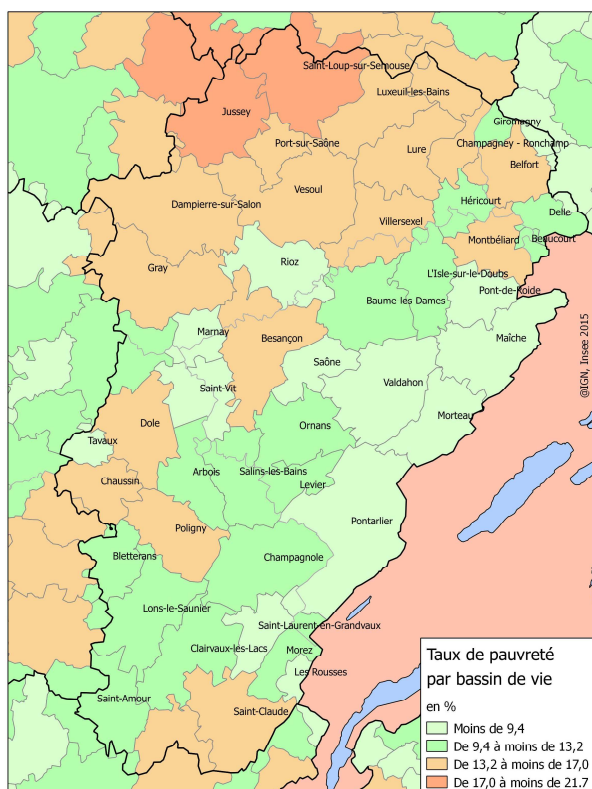 Saint-Loup-sur-Semouse
Luxeuil-les-Bains
Jussey
Giromagny
Port-sur-Saône
Champagney - Ronchamp
Lure
Belfort
Vesoul
Dampierre-sur-Salon
Héricourt
Delle
Villersexel
Montbéliard
Beaucourt
Rioz
Gray
L'Isle-sur-le-Doubs
Pont-de-Roide
Baume les Dames
Marnay
Besançon
Maîche
Saône
Saint-Vit
Valdahon
Morteau
Dole
Ornans
Tavaux
Arbois
Salins-les-Bains
Chaussin
Levier
Pontarlier
Poligny
Bletterans
Champagnole
Lons-le-Saunier
Saint-Laurent-en-Grandvaux
Clairvaux-les-Lacs
Morez
Les Rousses
Saint-Amour
Saint-Claude
@IGN, Insee 2015
Taux de pauvreté
par bassin de vie
en %
Moins de 9,4
De 9,4 à moins de 13,2
De 13,2 à moins de 17,0
De 17,0 à moins de 21.7